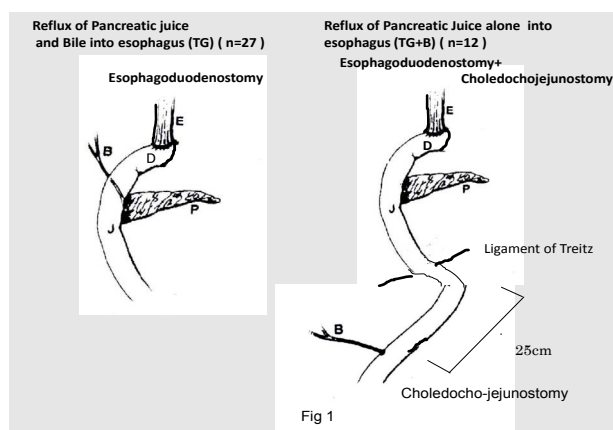 Reflux of Pancreatic juice
and Bile into esophagus (TG) ( n=27 )
Esophagoduodenostomy
E
B
D
P
J
Reflux of Pancreatic Juice alone into
esophagus (TG+B) ( n=12 )
Esophagoduodenostomy+
Choledochojejunostomy
E
D
P
J
Ligament of Treitz
B
25cm
Choledocho-jejunostomy
Fig 1